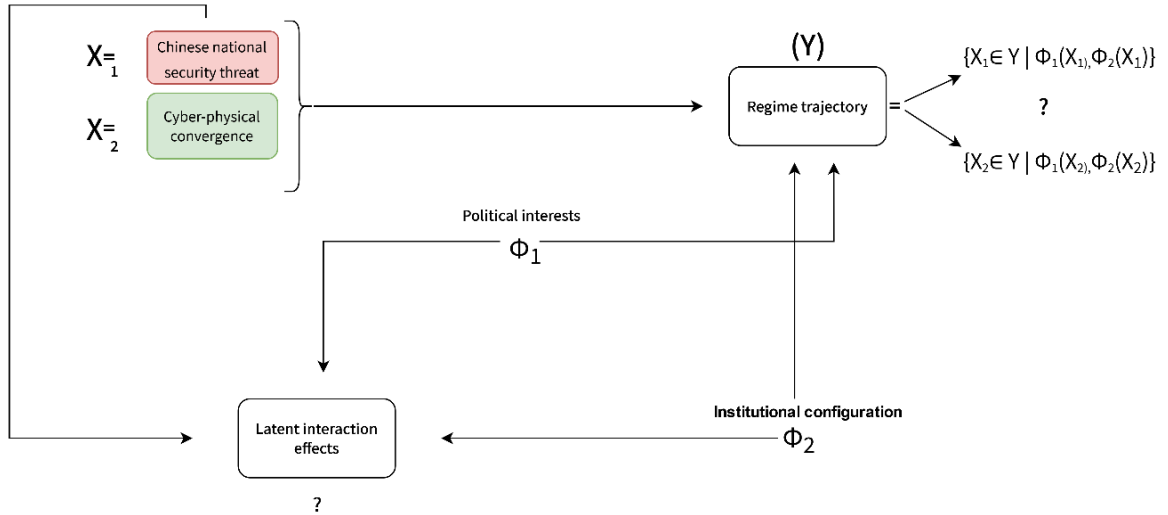 (Y)
X=
1
Chinese national
security threat
X=
2
Cyber-physical
convergence
Regime trajectory
=
{X₁∈ Y | Φ₁(X₁),Φ₂(X₁)}
?
{X₂∈ Y | Φ₁(X₂),Φ₂(X₂)}
Political interests
Φ₁
Institutional configuration
Φ₂
Latent interaction
effects
?